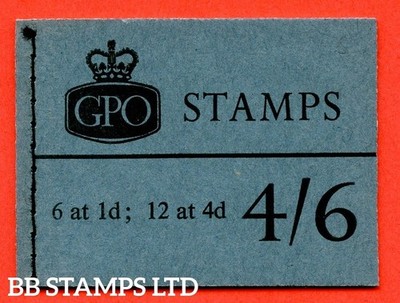 GPO STAMPS
6 at 1d; 12 at 4d 4/6
BB STAMPS LTD